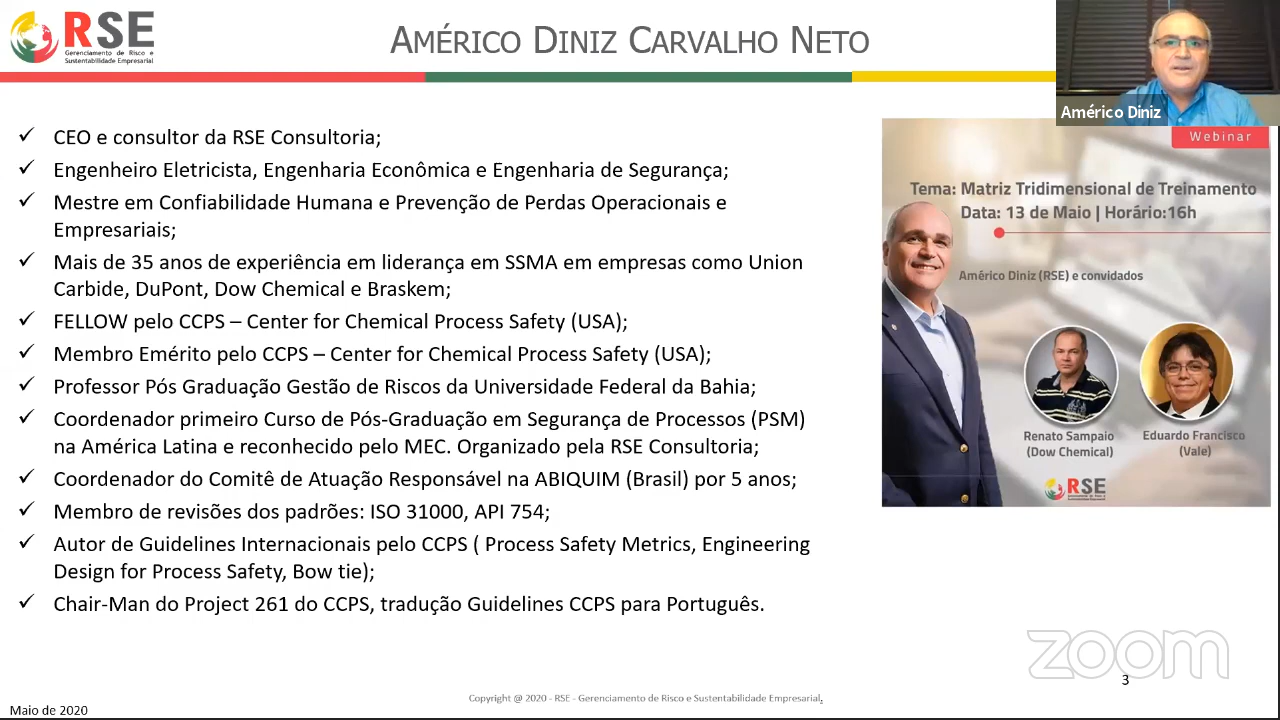 RSE
Gerenciamento de Risco e
Sustentabilidade Empresarial
AMÉRICO DINIZ CARVALHO NETO
Américo Diniz
✓ CEO e consultor da RSE Consultoria;
✓ Engenheiro Eletricista, Engenharia Econômica e Engenharia de Segurança;
✓ Mestre em Confiabilidade Humana e Prevenção de Perdas Operacionais e
Empresariais;
✓ Mais de 35 anos de experiência em liderança em SSMA em empresas como Union
Carbide, DuPont, Dow Chemical e Braskem;
✓ FELLOW pelo CCPS – Center for Chemical Process Safety (USA);
✓ Membro Emérito pelo CCPS – Center for Chemical Process Safety (USA);
✓ Professor Pós Graduação Gestão de Riscos da Universidade Federal da Bahia;
✓ Coordenador primeiro Curso de Pós-Graduação em Segurança de Processos (PSM)
na América Latina e reconhecido pelo MEC. Organizado pela RSE Consultoria;
✓ Coordenador do Comitê de Atuação Responsável na ABIQUIM (Brasil) por 5 anos;
✓ Membro de revisões dos padrões: ISO 31000, API 754;
✓ Autor de Guidelines Internacionais pelo CCPS ( Process Safety Metrics, Engineering
Design for Process Safety, Bow tie);
✓ Chair-Man do Project 261 do CCPS, tradução Guidelines CCPS para Português.
Webinar
Tema: Matriz Tridimensional de Treinamento
Data: 13 de Maio | Horário:16h
Américo Diniz (RSE) e convidados
Renato Sampaio
(Dow Chemical)
Eduardo Francisco
(Vale)
RSE
zoom
3
Copyright @ 2020 - RSE - Gerenciamento de Risco e Sustentabilidade Empresarial.
Maio de 2020